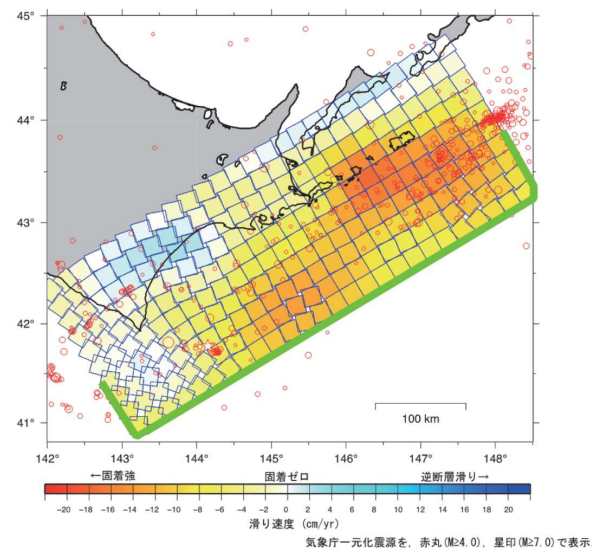 45°
44°
43°
42°
41°
100 km
142° 143° 144° 145° 146° 147° 148°
←固着強 固着ゼロ 逆断層滑り→
-20 -18 -16 -14 -12 -10 -8 -6 -4 -2 0 2 4 6 8 10 12 14 16 18 20
滑り速度 (cm/yr)
気象庁一元化震源を, 赤丸(M≥4.0), 星印(M≥7.0)で表示